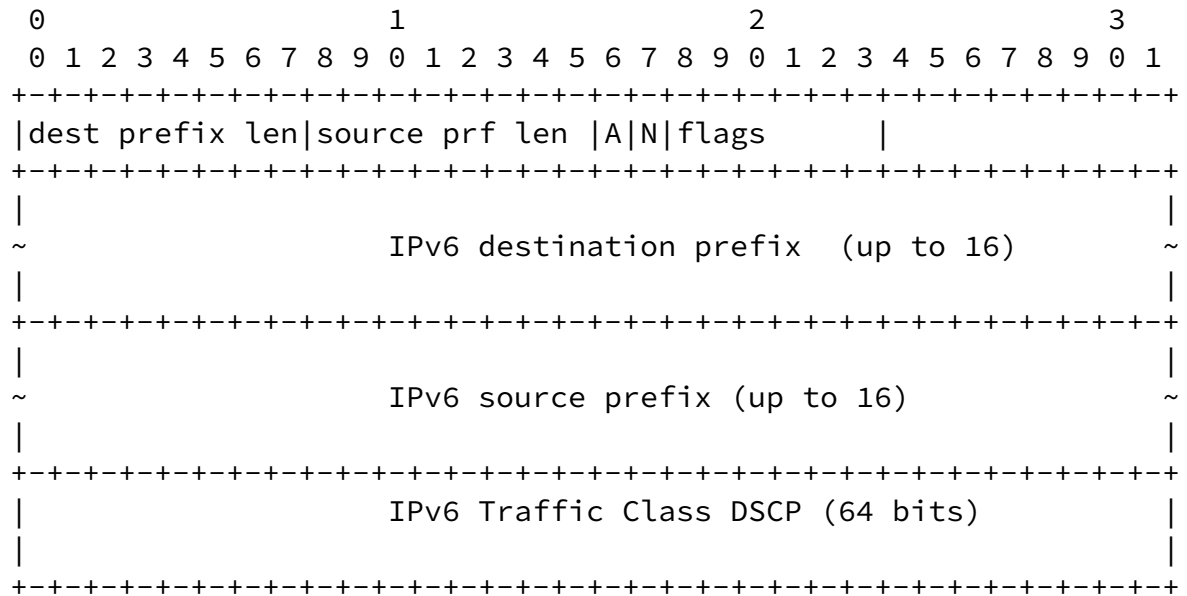 0                   1                   2                   3
 0 1 2 3 4 5 6 7 8 9 0 1 2 3 4 5 6 7 8 9 0 1 2 3 4 5 6 7 8 9 0 1
+-+-+-+-+-+-+-+-+-+-+-+-+-+-+-+-+-+-+-+-+-+-+-+-+-+-+-+-+-+-+-+-+
|dest prefix len|source prf len |A|N|flags      |
+-+-+-+-+-+-+-+-+-+-+-+-+-+-+-+-+-+-+-+-+-+-+-+-+-+-+-+-+-+-+-+-+
|                                                               |
~                    IPv6 destination prefix  (up to 16)        ~
|                                                               |
+-+-+-+-+-+-+-+-+-+-+-+-+-+-+-+-+-+-+-+-+-+-+-+-+-+-+-+-+-+-+-+-+
|                                                               |
~                    IPv6 source prefix (up to 16)              ~
|                                                               |
+-+-+-+-+-+-+-+-+-+-+-+-+-+-+-+-+-+-+-+-+-+-+-+-+-+-+-+-+-+-+-+-+
|                    IPv6 Traffic Class DSCP (64 bits)          |
|                                                               |
+-+-+-+-+-+-+-+-+-+-+-+-+-+-+-+-+-+-+-+-+-+-+-+-+-+-+-+-+-+-+-+-+